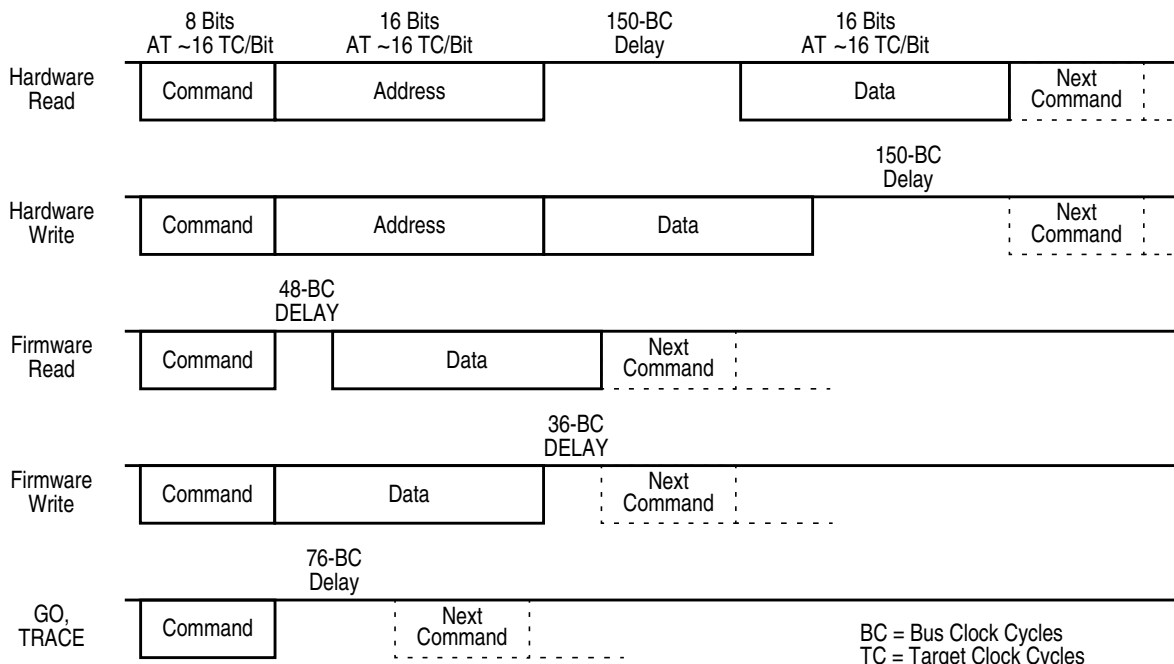 8 Bits
AT ~16 TC/Bit
16 Bits
AT ~16 TC/Bit
150-BC
Delay
16 Bits
AT ~16 TC/Bit
Hardware
Read
Command
Address
Data
Next
Command
150-BC
Delay
Hardware
Write
Command
Address
Data
Next
Command
48-BC
DELAY
Firmware
Read
Command
Data
Next
Command
36-BC
DELAY
Firmware
Write
Command
Data
Next
Command
76-BC
Delay
GO,
TRACE
Command
Next
Command
BC = Bus Clock Cycles
TC = Target Clock Cycles